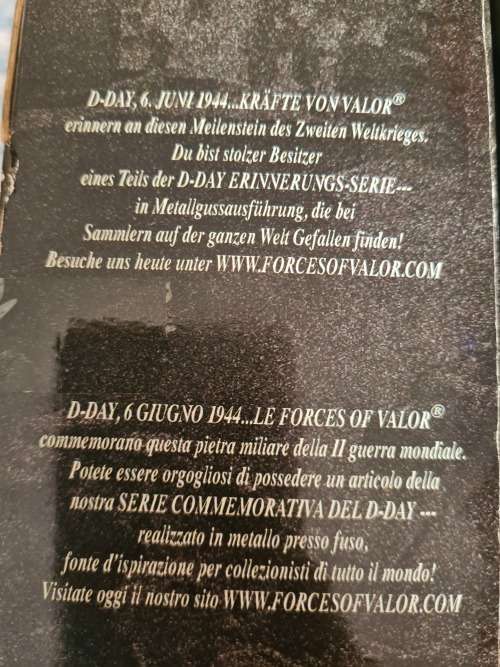 D-DAY, 6. JUNI 1944...KRÄFTE VON VALOR®
erinnern an diesen Meilenstein des Zweiten Weltkrieges.
Du bist stolzer Besitzer
eines Teils der D-DAY ERINNERUNGS-SERIE---
in Metallgussausführung, die bei
Sammlern auf der ganzen Welt Gefallen finden!
Besuche uns heute unter WWW.FORCESOFVALOR.COM
D-DAY, 6 GIUGNO 1944...LE FORCES OF VALOR®
commemorano questa pietra miliare della II guerra mondiale.
Potete essere orgogliosi di possedere un articolo della
nostra SERIE COMMEMORATIVA DEL D-DAY ---
realizzato in metallo presso fuso,
fonte d'ispirazione per collezionisti di tutto il mondo!
Visitate oggi il nostro sito WWW.FORCESOFVALOR.COM